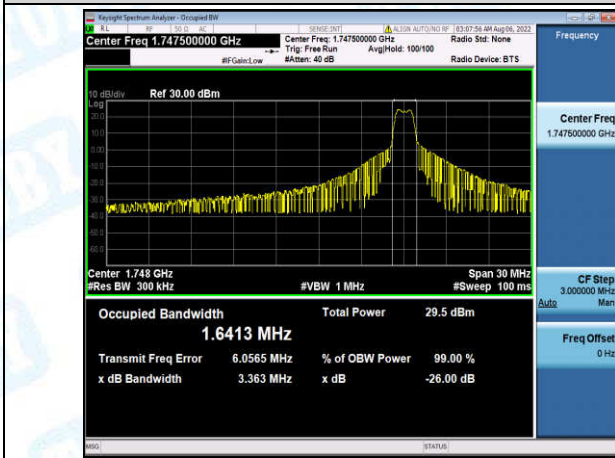 Keysight Spectrum Analyzer - Occupied BW
RL RF 50 Ω AC SENSE:INT ALIGN AUTO/NO RF 03:07:56 AM Aug 06, 2022
Center Freq 1.747500000 GHz
Center Freq: 1.747500000 GHz
Radio Std: None
Trig: Free Run Avg|Hold: 100/100
#IFGain:Low #Atten: 40 dB Radio Device: BTS
10 dB/div Ref 30.00 dBm
Log
20.0
10.0
0.00
-10.0
-20.0
-30.0
-40.0
-50.0
-60.0
Center 1.748 GHz Span 30 MHz
#Res BW 300 kHz #VBW 1 MHz #Sweep 100 ms
Occupied Bandwidth Total Power 29.5 dBm
1.6413 MHz
Transmit Freq Error 6.0565 MHz % of OBW Power 99.00 %
x dB Bandwidth 3.363 MHz x dB -26.00 dB
MSG STATUS
Frequency
Center Freq
1.747500000 GHz
CF Step
3.000000 MHz
Auto Man
Freq Offset
0 Hz